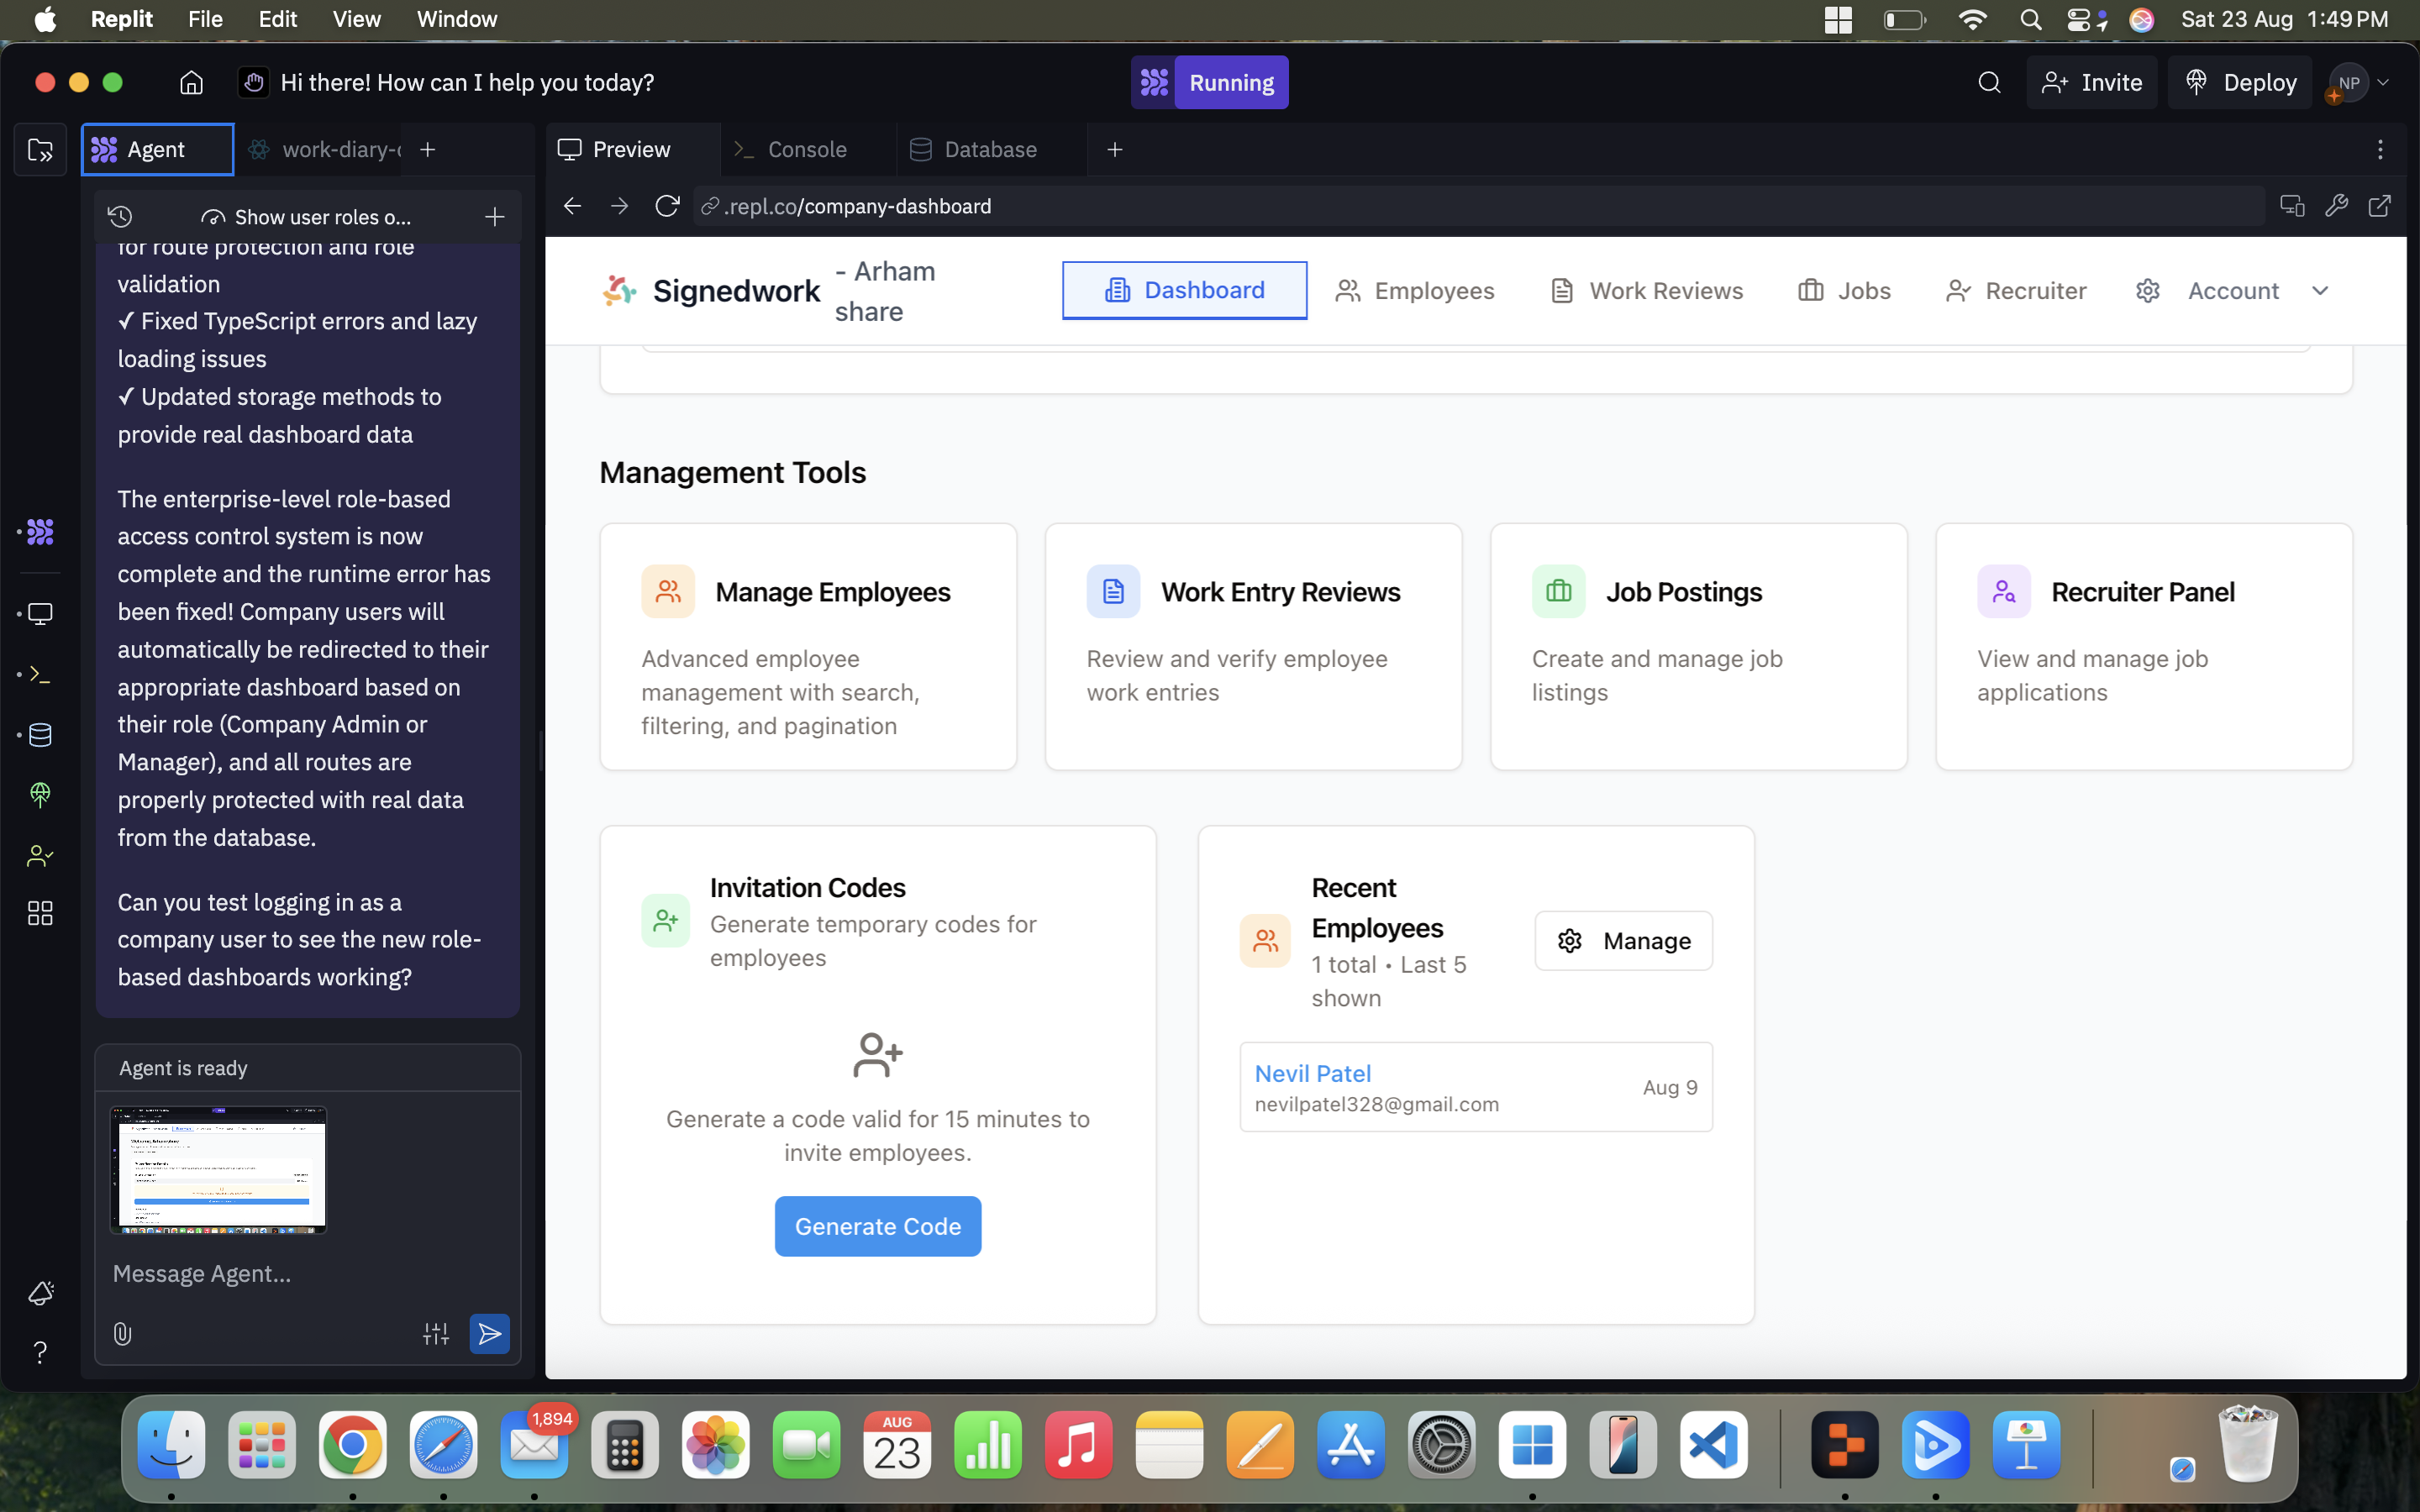 Replit File Edit View Window
Sat 23 Aug 1:49 PM
Hi there! How can I help you today?
Running
Invite
Deploy
NP
Agent
work-diary-
Preview
Console
Database
Show user roles o...
.repl.co/company-dashboard
for route protection and role
validation
✓ Fixed TypeScript errors and lazy
loading issues
✓ Updated storage methods to
provide real dashboard data
The enterprise-level role-based
access control system is now
complete and the runtime error has
been fixed! Company users will
automatically be redirected to their
appropriate dashboard based on
their role (Company Admin or
Manager), and all routes are
properly protected with real data
from the database.
Can you test logging in as a
company user to see the new role-
based dashboards working?
Agent is ready
Message Agent...
Signedwork
- Arham
share
Dashboard
Employees
Work Reviews
Jobs
Recruiter
Account
Management Tools
Manage Employees
Advanced employee
management with search,
filtering, and pagination
Work Entry Reviews
Review and verify employee
work entries
Job Postings
Create and manage job
listings
Recruiter Panel
View and manage job
applications
Invitation Codes
Generate temporary codes for
employees
Generate a code valid for 15 minutes to
invite employees.
Generate Code
Recent
Employees
1 total • Last 5
shown
Manage
Nevil Patel
nevilpatel328@gmail.com
Aug 9
1,894
AUG
23